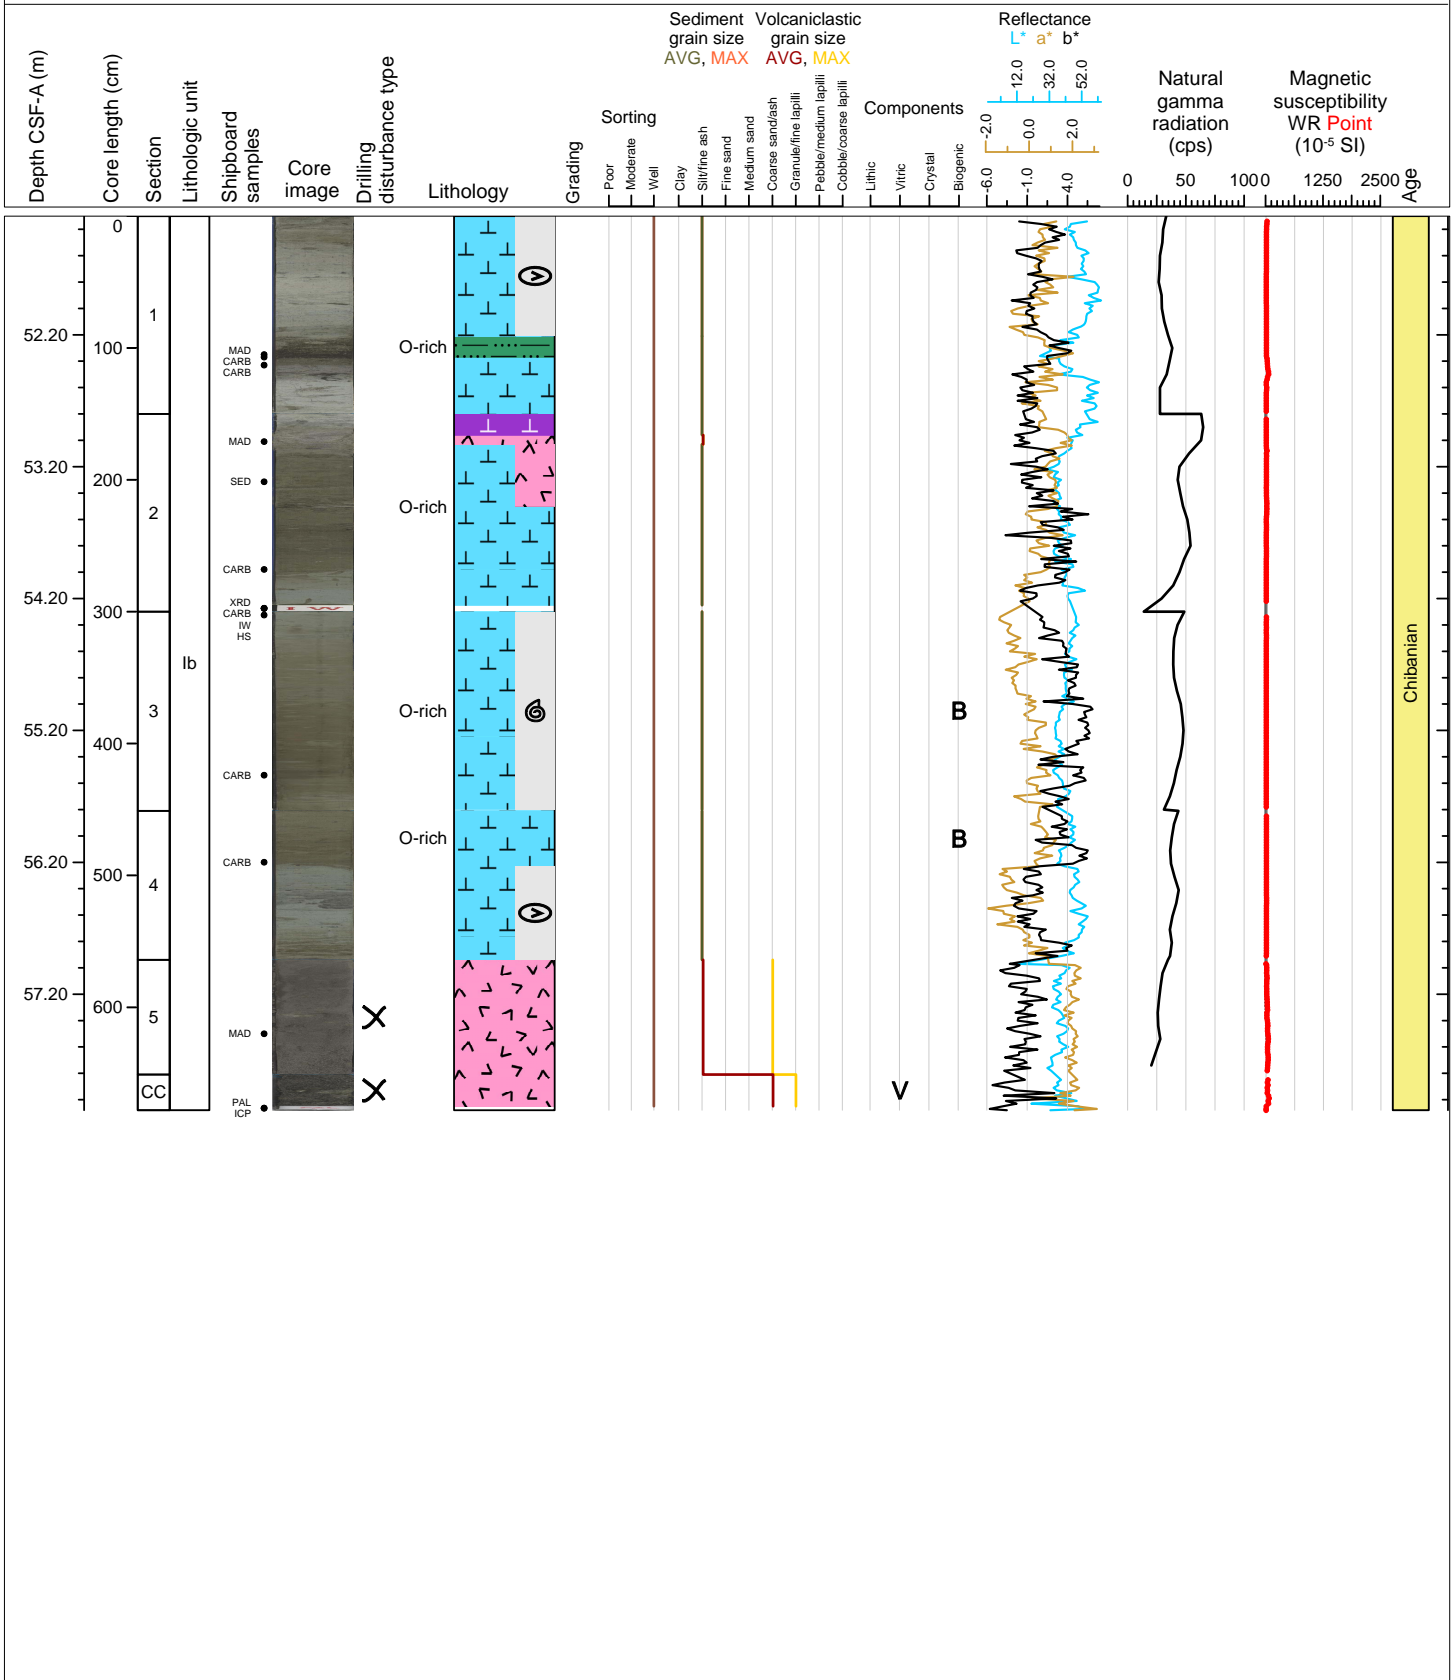 Depth CSF-A (m)
Core length (cm)
Section
Lithologic unit
Shipboard
samples
Core
image
Drilling
disturbance type
Lithology
Grading
Sorting
Poor
Moderate
Well
Sediment
grain size
AVG, MAX
Volcaniclastic
grain size
AVG, MAX
Clay
Silt/fine ash
Fine sand
Medium sand
Coarse sand/ash
Granule/fine lapilli
Pebble/medium lapilli
Cobble/coarse lapilli
Components
Lithic
Vitric
Crystal
Biogenic
Reflectance
L* a* b*
12.0 32.0 52.0
-2.0 0.0 2.0
-6.0 -1.0 4.0
Natural
gamma
radiation
(cps)
0 50 100
Magnetic
susceptibility
WR Point
(10-5 SI)
0 1250 2500
Age
0
1
52.20
100
O-rich
MAD
CARB
CARB
MAD
53.20
200
SED
2
O-rich
CARB
54.20
300
XRD
CARB
IW
HS
I W
Ib
3
O-rich
B
55.20
400
CARB
O-rich
B
56.20
500
CARB
4
57.20
600
5
MAD
CC
V
PAL
ICP
Chibanian